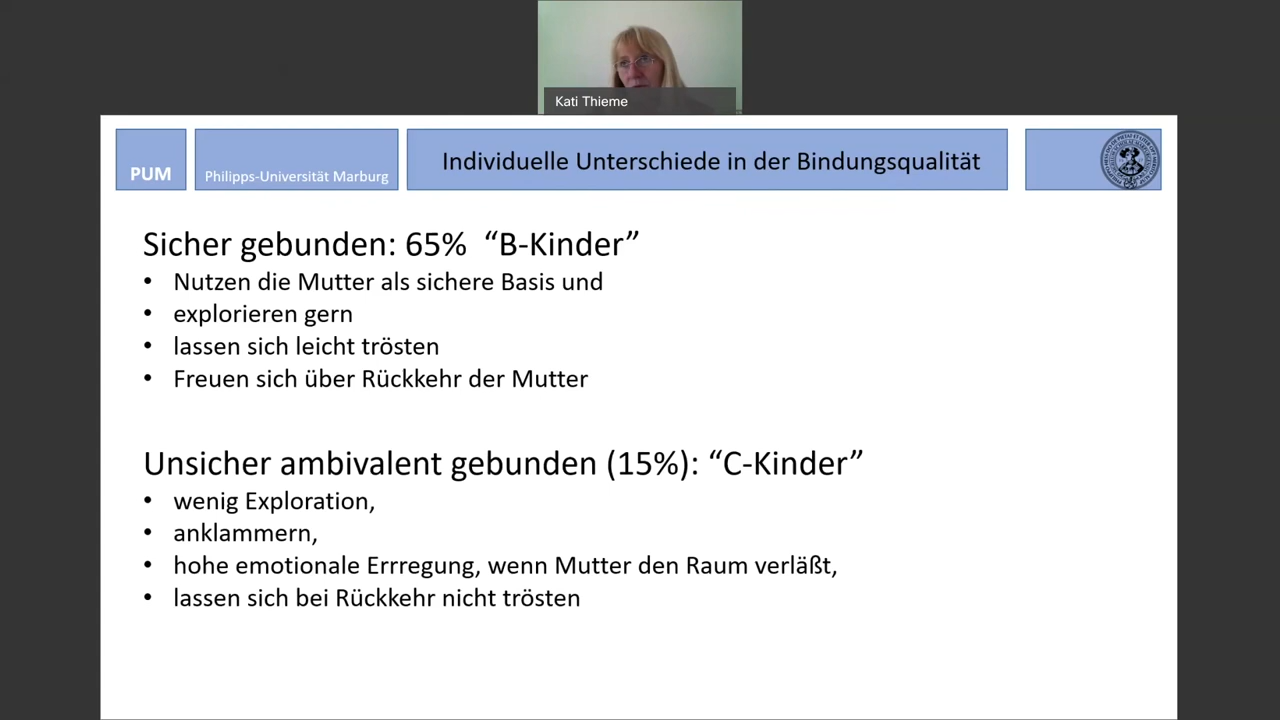 Kati Thieme
PUM
Philipps-Universität Marburg
Individuelle Unterschiede in der Bindungsqualität
Sicher gebunden: 65% “B-Kinder”
• Nutzen die Mutter als sichere Basis und
• explorieren gern
• lassen sich leicht trösten
• Freuen sich über Rückkehr der Mutter
Unsicher ambivalent gebunden (15%): “C-Kinder”
• wenig Exploration,
• anklammern,
• hohe emotionale Errregung, wenn Mutter den Raum verläßt,
• lassen sich bei Rückkehr nicht trösten